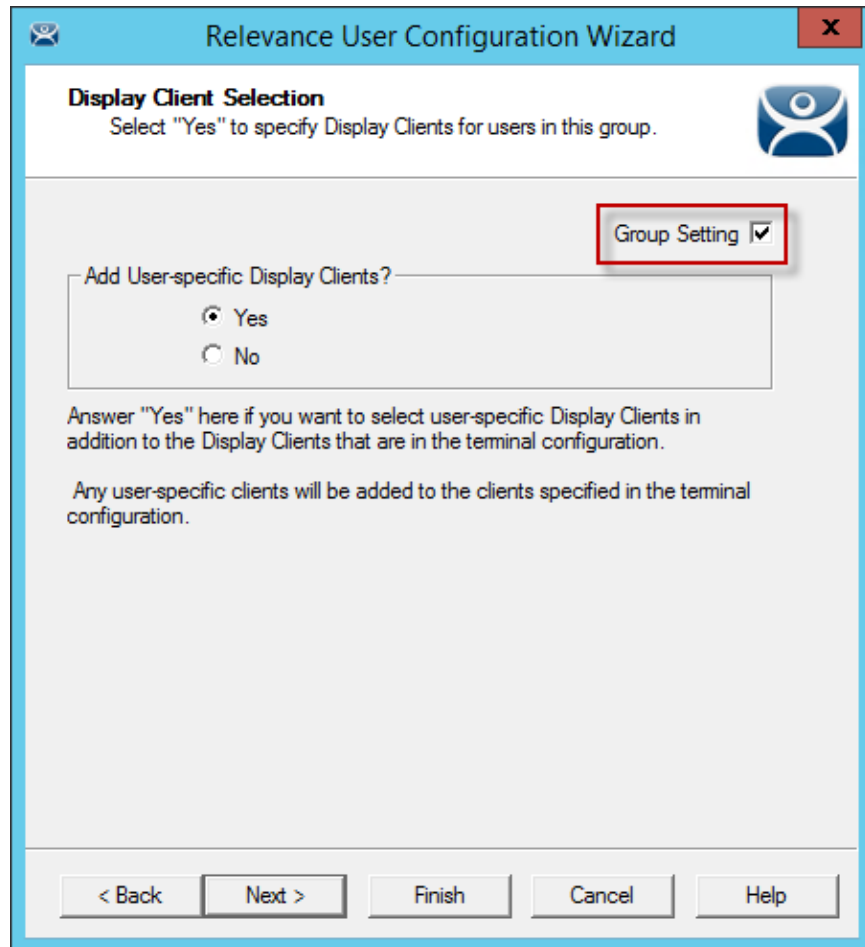 Relevance User Configuration Wizard
x
Display Client Selection
Select "Yes" to specify Display Clients for users in this group.
Group Setting
Add User-specific Display Clients?
Yes
No
Answer "Yes" here if you want to select user-specific Display Clients in
addition to the Display Clients that are in the terminal configuration.
Any user-specific clients will be added to the clients specified in the terminal
configuration.
< Back
Next >
Finish
Cancel
Help